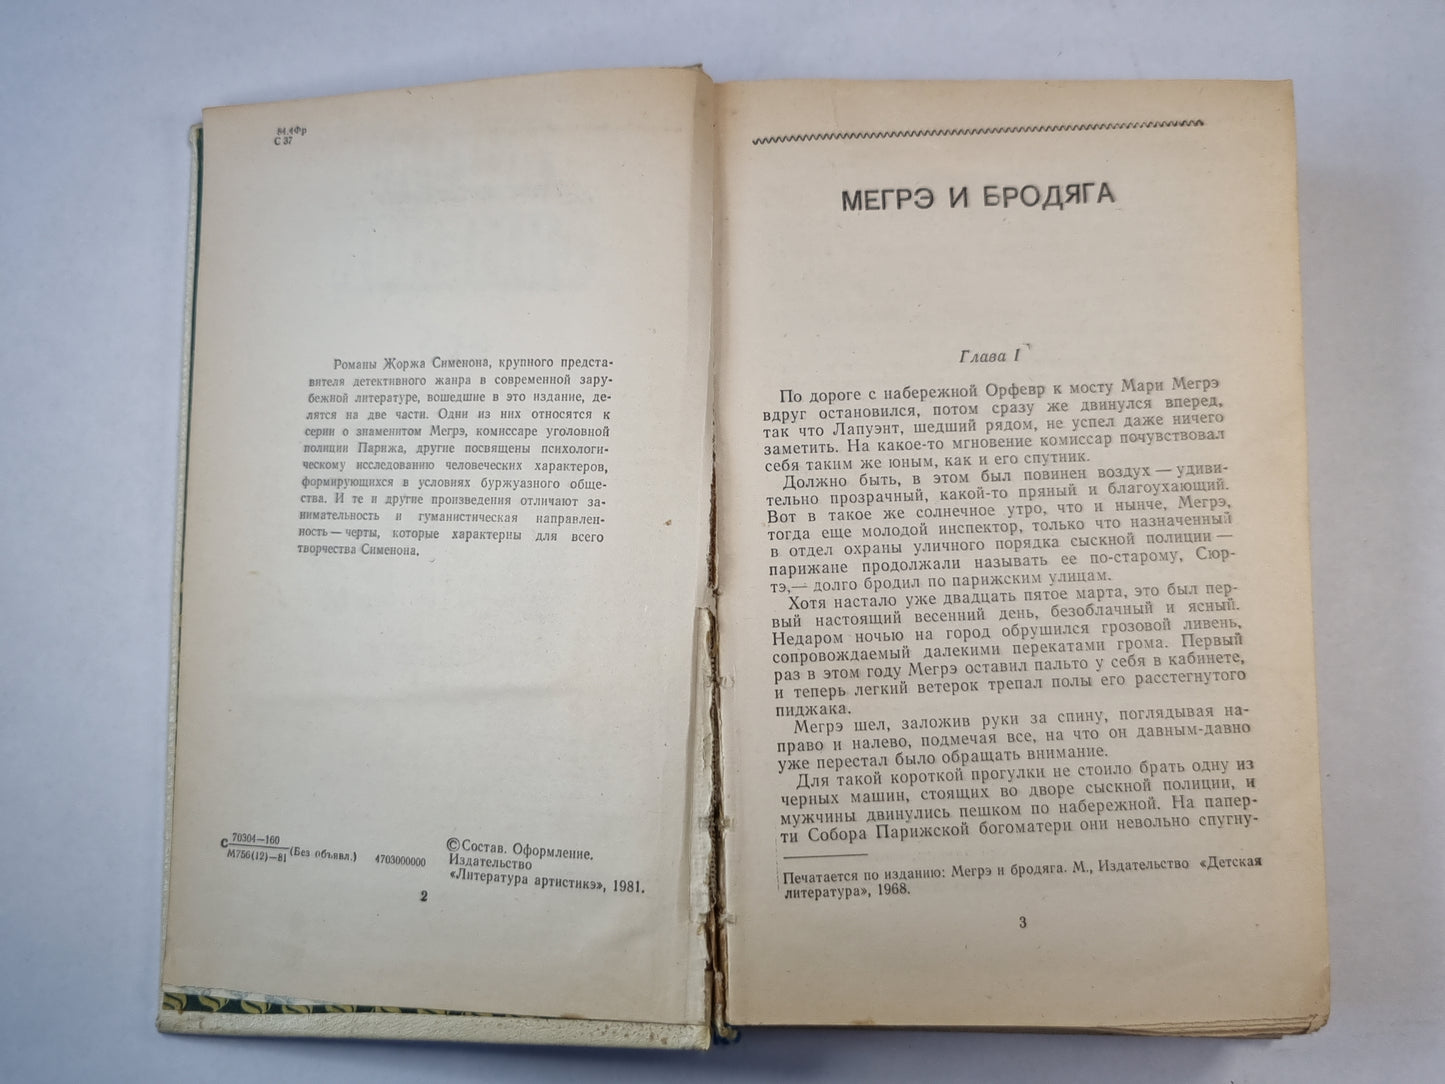 84.4Фр
С 37
Романы Жоржа Сименона, крупного предста-
вителя детективного жанра в современной зару-
бежной литературе, вошедшие в это издание, де-
лятся на две части. Одни из них относятся к
серии о знаменитом Мегрэ, комиссаре уголовной
полиции Парижа, другие посвящены психологи-
ческому исследованию человеческих характеров,
формирующихся в условиях буржуазного обще-
ства. И те и другие произведения отличают за-
нимательность и гуманистическая направлен-
ность — черты, которые характерны для всего
творчества Сименона.
С 70304—160
М756(12)—81 (Без объявл.) 4703000000
© Состав. Оформление.
Издательство
«Литература артистикэ», 1981.
2
МЕГРЭ И БРОДЯГА
Глава I
По дороге с набережной Орфевр к мосту Мари Мегрэ
вдруг остановился, потом сразу же двинулся вперед,
так что Лапуэнт, шедший рядом, не успел даже ничего
заметить. На какое-то мгновение комиссар почувствовал
себя таким же юным, как и его спутник.
Должно быть, в этом был повинен воздух — удиви-
тельно прозрачный, какой-то пряный и благоухающий.
Вот в такое же солнечное утро, что и нынче, Мегрэ,
тогда еще молодой инспектор, только что назначенный
в отдел охраны уличного порядка сыскной полиции —
парижане продолжали называть ее по-старому, Сюр-
тэ,— долго бродил по парижским улицам.
Хотя настало уже двадцать пятое марта, это был пер-
вый настоящий весенний день, безоблачный и ясный.
Недаром ночью на город обрушился грозовой ливень,
сопровождаемый далекими перекатами грома. Первый
раз в этом году Мегрэ оставил пальто у себя в кабинете,
и теперь легкий ветерок трепал полы его расстегнутого
пиджака.
Мегрэ шел, заложив руки за спину, поглядывая на-
право и налево, подмечая все, на что он давным-давно
уже перестал было обращать внимание.
Для такой короткой прогулки не стоило брать одну из
черных машин, стоящих во дворе сыскной полиции, и
мужчины двинулись пешком по набережной. На папер-
ти Собора Парижской богоматери они невольно спугну-
Печатается по изданию: Мегрэ и бродяга. М., Издательство «Детская
литература», 1968.
3